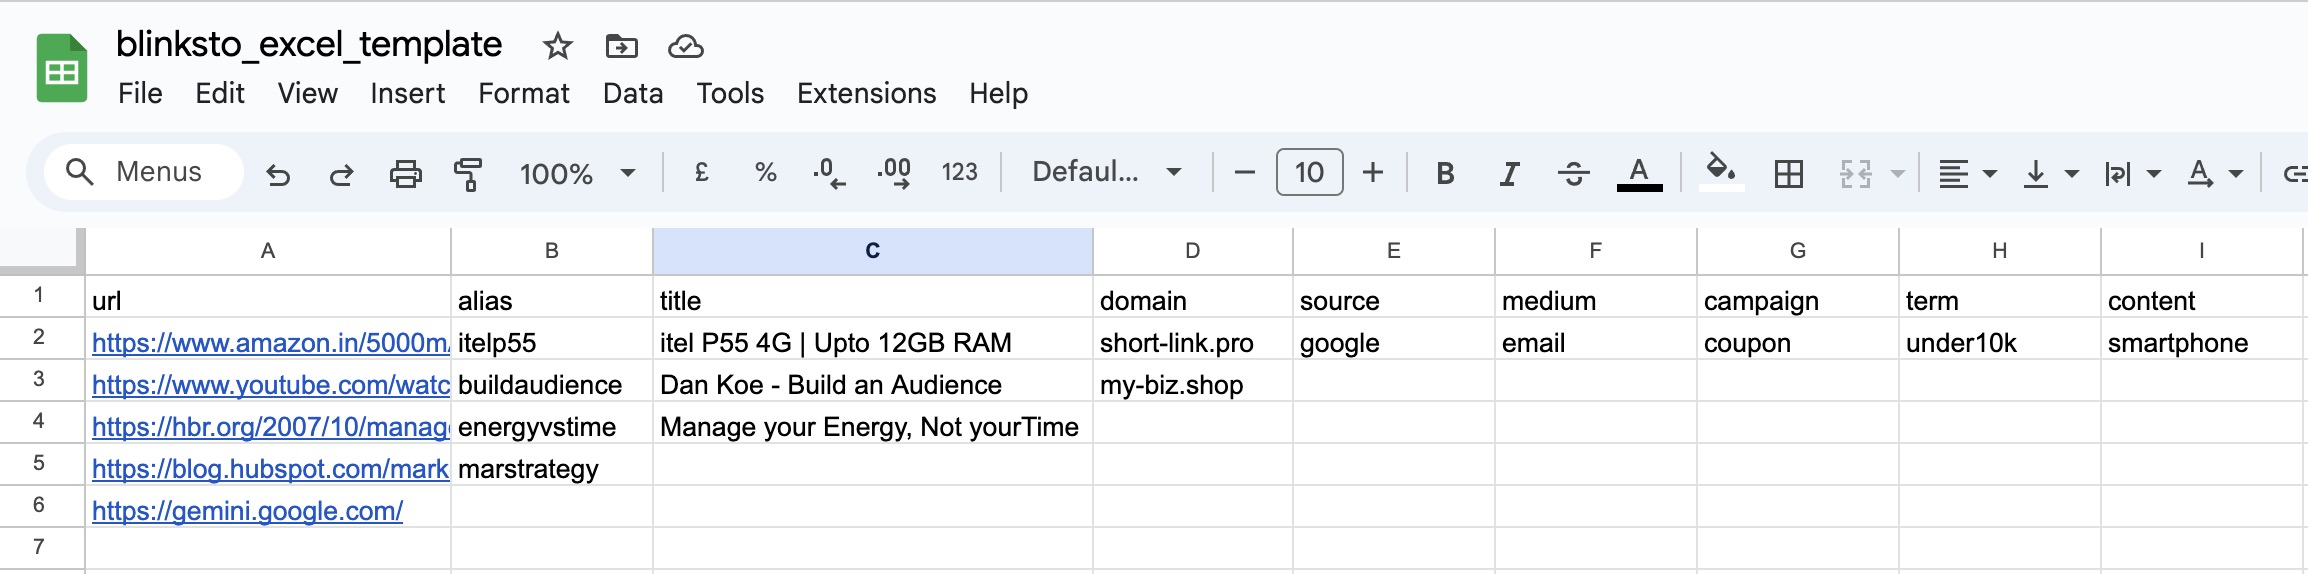 blinksto_excel_template
File Edit View Insert Format Data Tools Extensions Help
Menus 100% £ % .0 .00 123 Defaul... − 10 + B I S A A
A B C D E F G H I
1 url alias title domain source medium campaign term content
2 https://www.amazon.in/5000m itelp55 itel P55 4G | Upto 12GB RAM short-link.pro google email coupon under10k smartphone
3 https://www.youtube.com/watc buildaudience Dan Koe - Build an Audience my-biz.shop
4 https://hbr.org/2007/10/manag energyvstime Manage your Energy, Not yourTime
5 https://blog.hubspot.com/mark marstrategy
6 https://gemini.google.com/
7